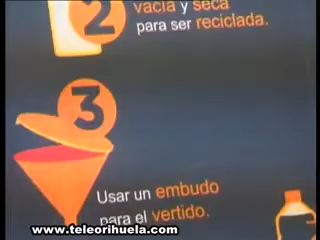 2
vacía y seca
para ser reciclada.
3
Usar un embudo
para el vertido.
www.teleorihuela.com